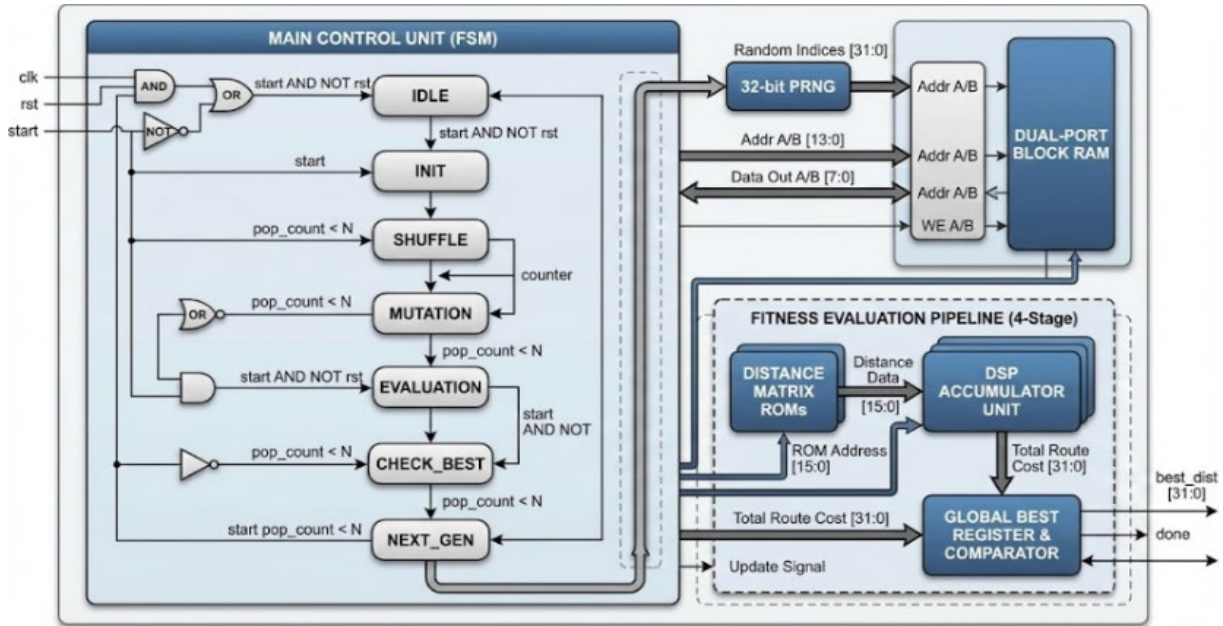 MAIN CONTROL UNIT (FSM)
clk
rst
start
AND
OR
NOT
start AND NOT rst
IDLE
start AND NOT rst
start
INIT
pop_count < N
SHUFFLE
counter
OR
pop_count < N
MUTATION
pop_count < N
start AND NOT rst
EVALUATION
start
AND NOT
pop_count < N
CHECK_BEST
pop_count < N
start pop_count < N
NEXT_GEN
Random Indices [31:0]
32-bit PRNG
Addr A/B [13:0]
Data Out A/B [7:0]
Addr A/B
Addr A/B
Addr A/B
WE A/B
DUAL-PORT
BLOCK RAM
FITNESS EVALUATION PIPELINE (4-Stage)
DISTANCE
MATRIX
ROMs
Distance
Data
[15:0]
DSP
ACCUMULATOR
UNIT
ROM Address
[15:0]
Total Route
Cost [31:0]
Total Route Cost [31:0]
GLOBAL BEST
REGISTER &
COMPARATOR
Update Signal
best_dist
[31:0]
done